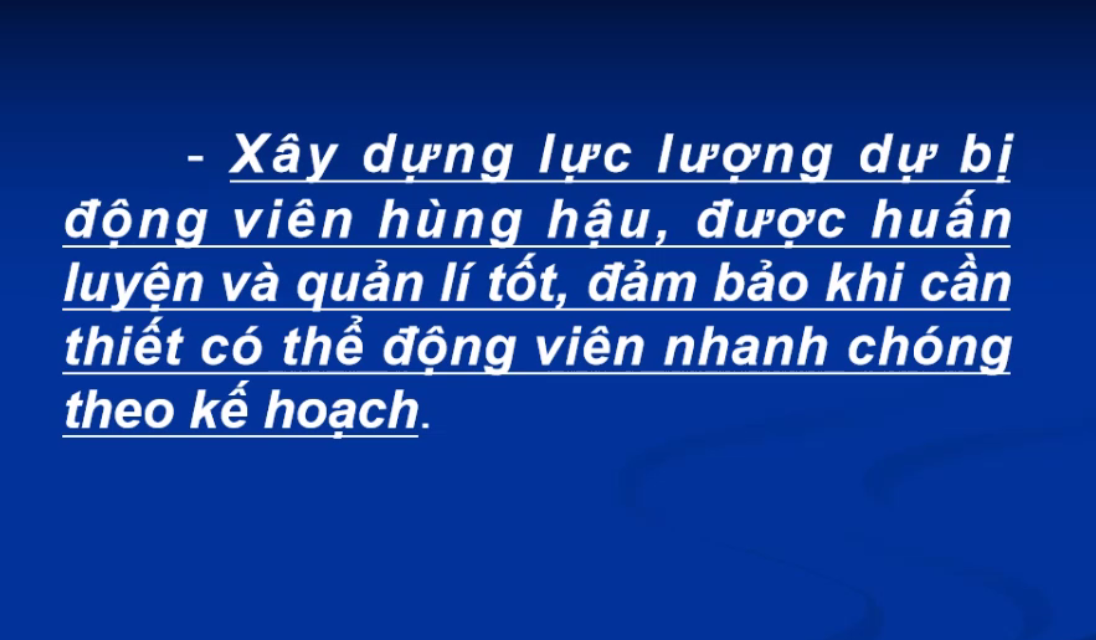 - Xây dựng lực lượng dự bị
động viên hùng hậu, được huấn
luyện và quản lí tốt, đảm bảo khi cần
thiết có thể động viên nhanh chóng
theo kế hoạch.